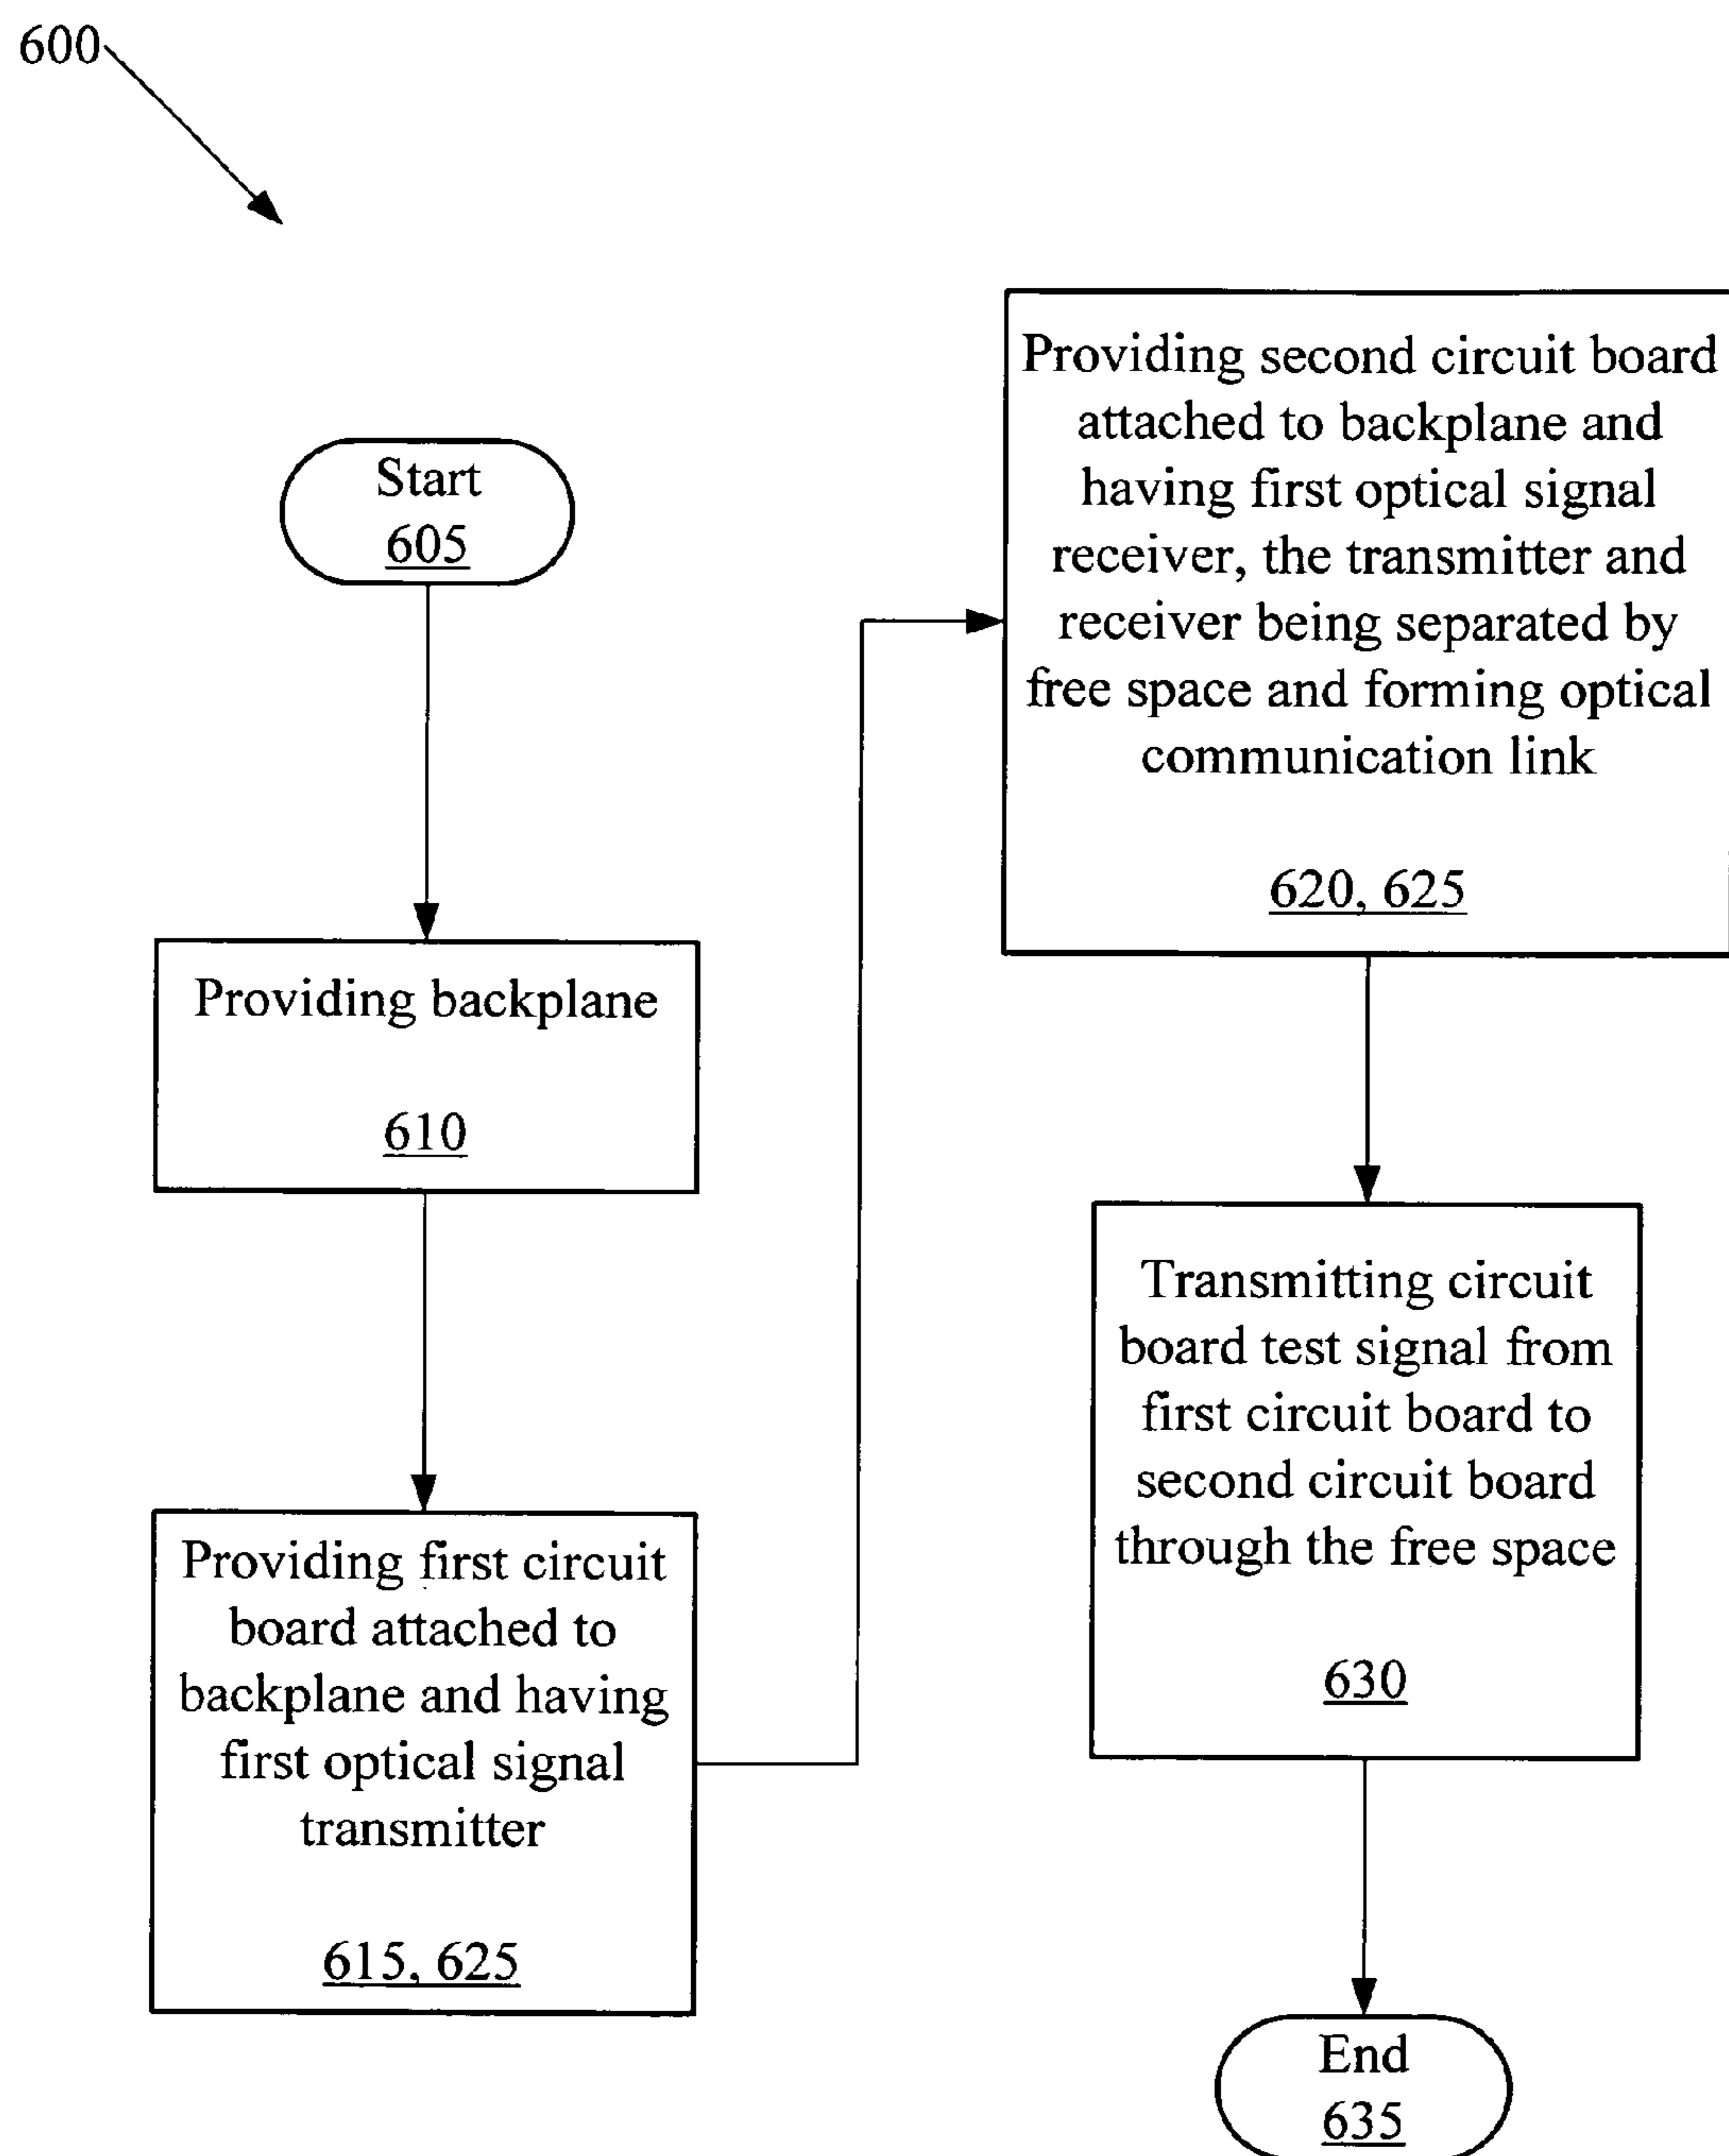 600
Start
605
Providing backplane
610
Providing first circuit
board attached to
backplane and having
first optical signal
transmitter
615, 625
Providing second circuit board
attached to backplane and
having first optical signal
receiver, the transmitter and
receiver being separated by
free space and forming optical
communication link
620, 625
Transmitting circuit
board test signal from
first circuit board to
second circuit board
through the free space
630
End
635